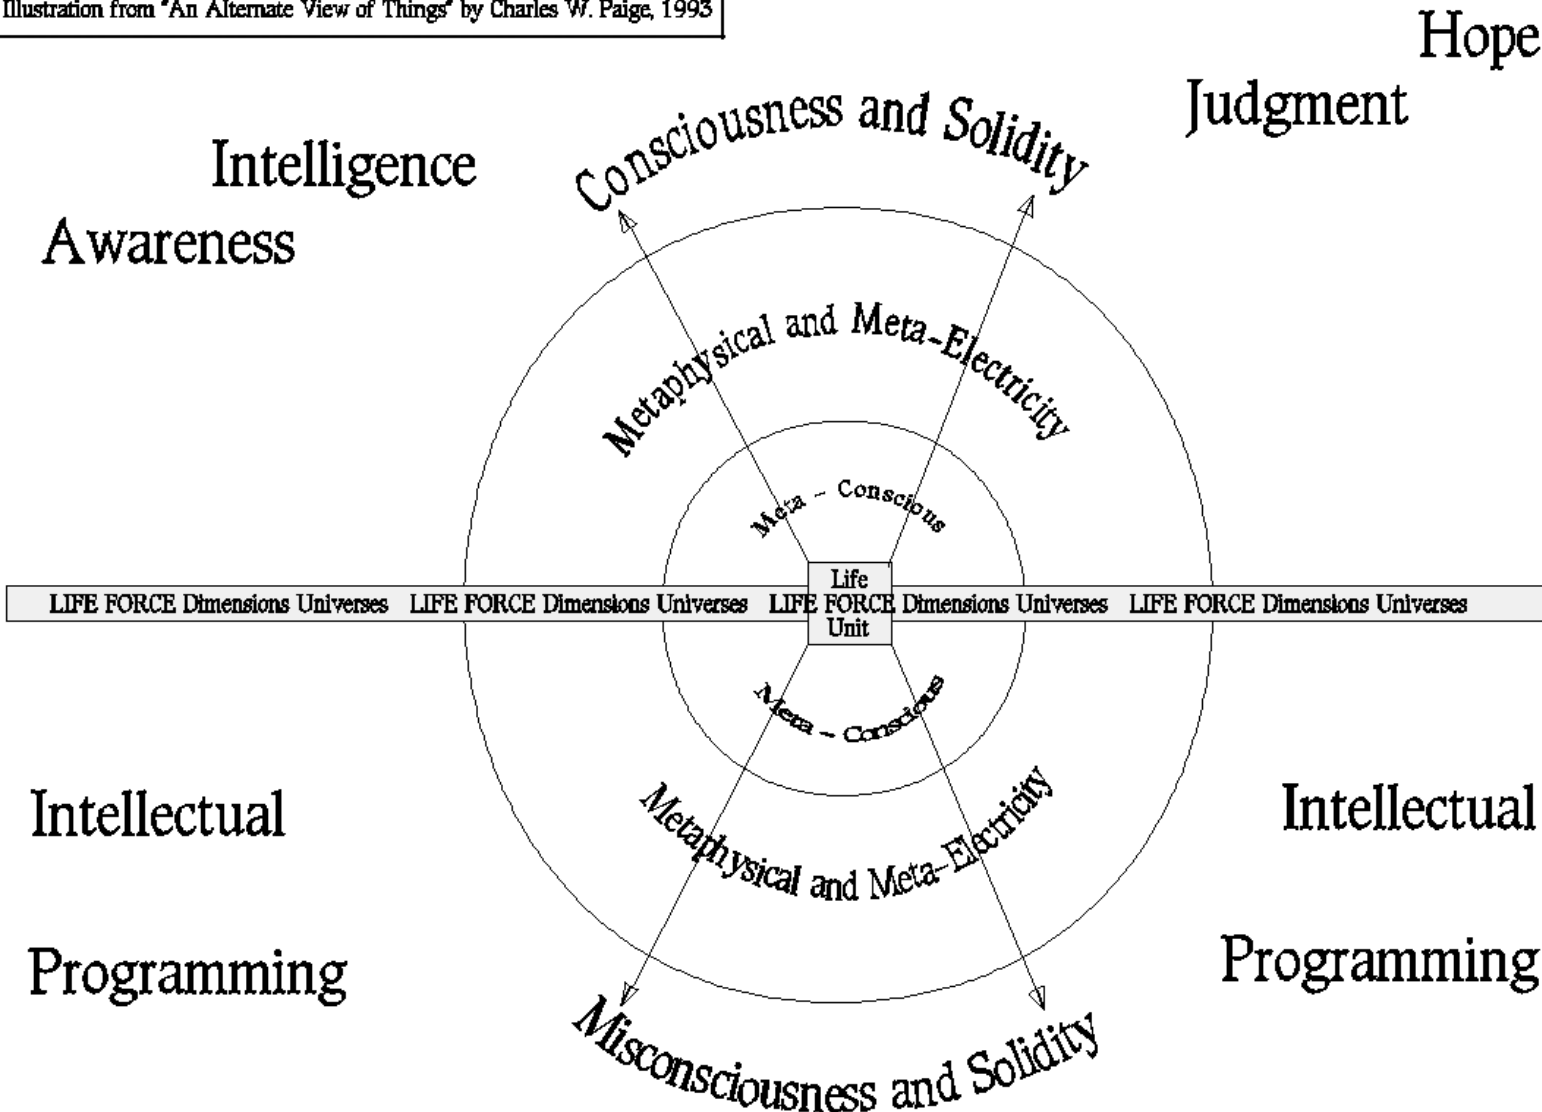 Illustration from "An Alternate View of Things" by Charles W. Paige, 1993
Hope
Judgment
Consciousness and Solidity
Intelligence
Awareness
Metaphysical and Meta-Electricity
Meta - Conscious
Life
LIFE FORCE Dimensions Universes LIFE FORCE Dimensions Universes LIFE FORCE Dimensions Universes LIFE FORCE Dimensions Universes
Unit
Meta - Conscious
Metaphysical and Meta-Electricity
Intellectual
Intellectual
Programming
Programming
Misconsciousness and Solidity